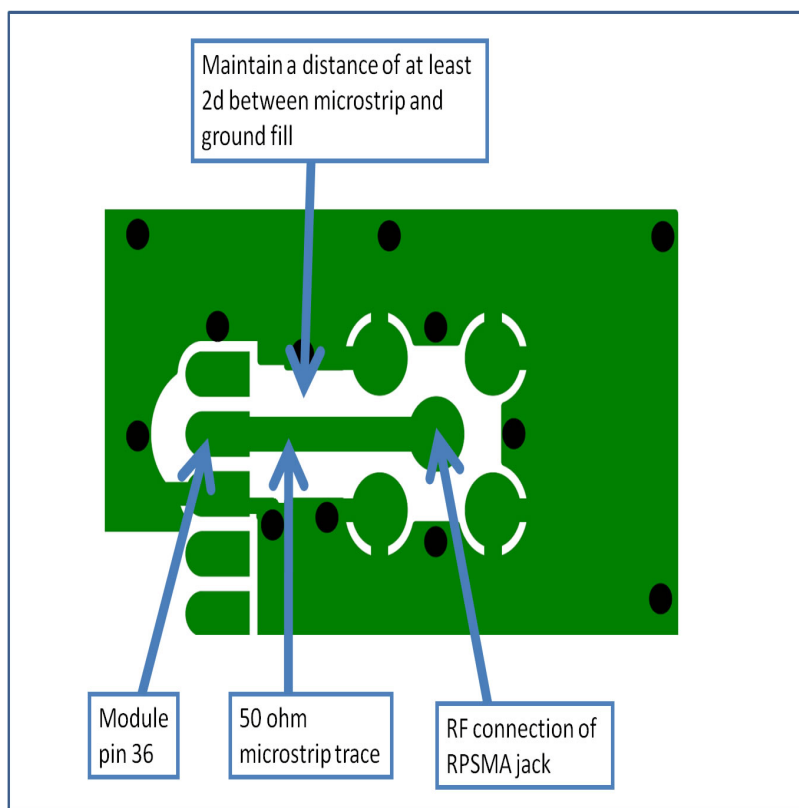 Maintain a distance of at least
2d between microstrip and
ground fill
Module
pin 36
50 ohm
microstrip trace
RF connection of
RPSMA jack